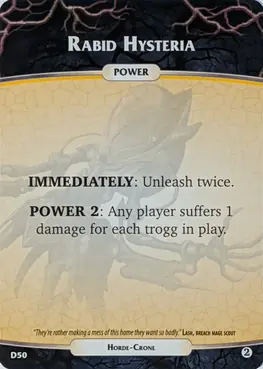 RABID HYSTERIA
POWER
IMMEDIATELY: Unleash twice.
POWER 2: Any player suffers 1
damage for each trogg in play.
HORDE-CRONE
"They're rather making a mess of this home they want so badly." LASH, BREACH MAGE SCOUT
D50
2